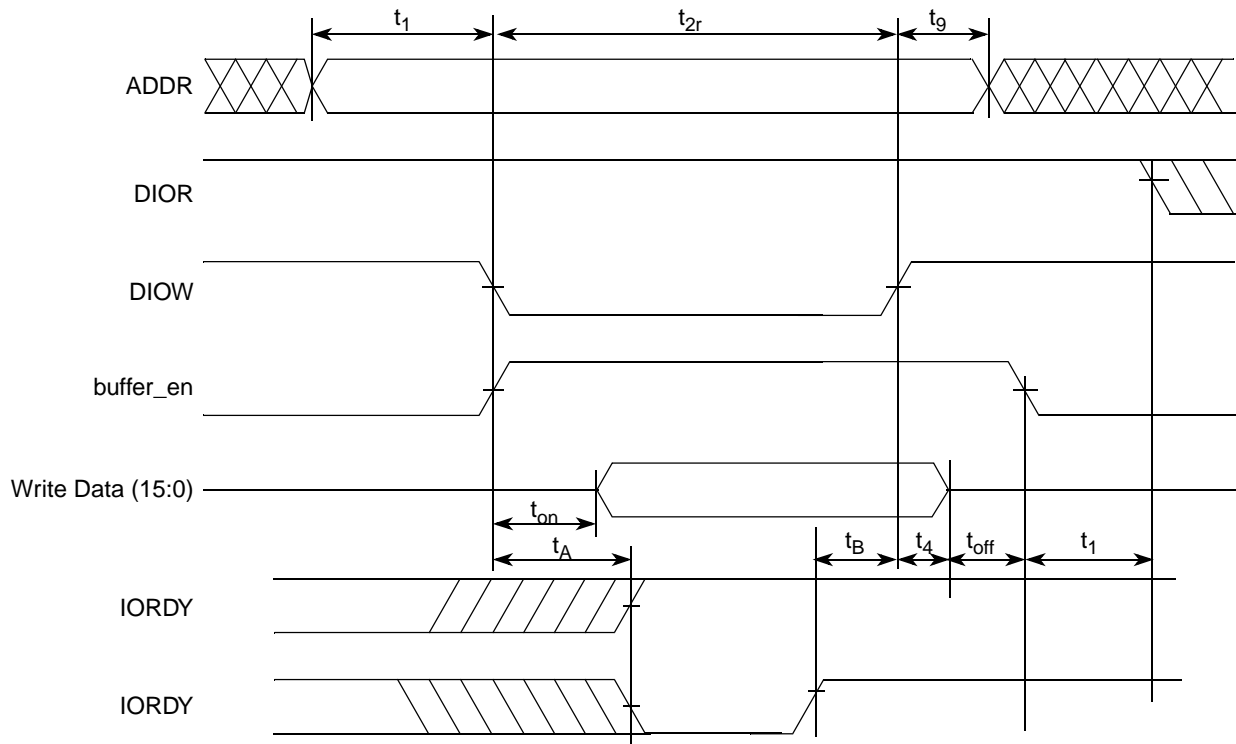 t1 t2r t9
ADDR
DIOR
DIOW
buffer_en
Write Data (15:0)
ton
tA tB t4 toff t1
IORDY
IORDY